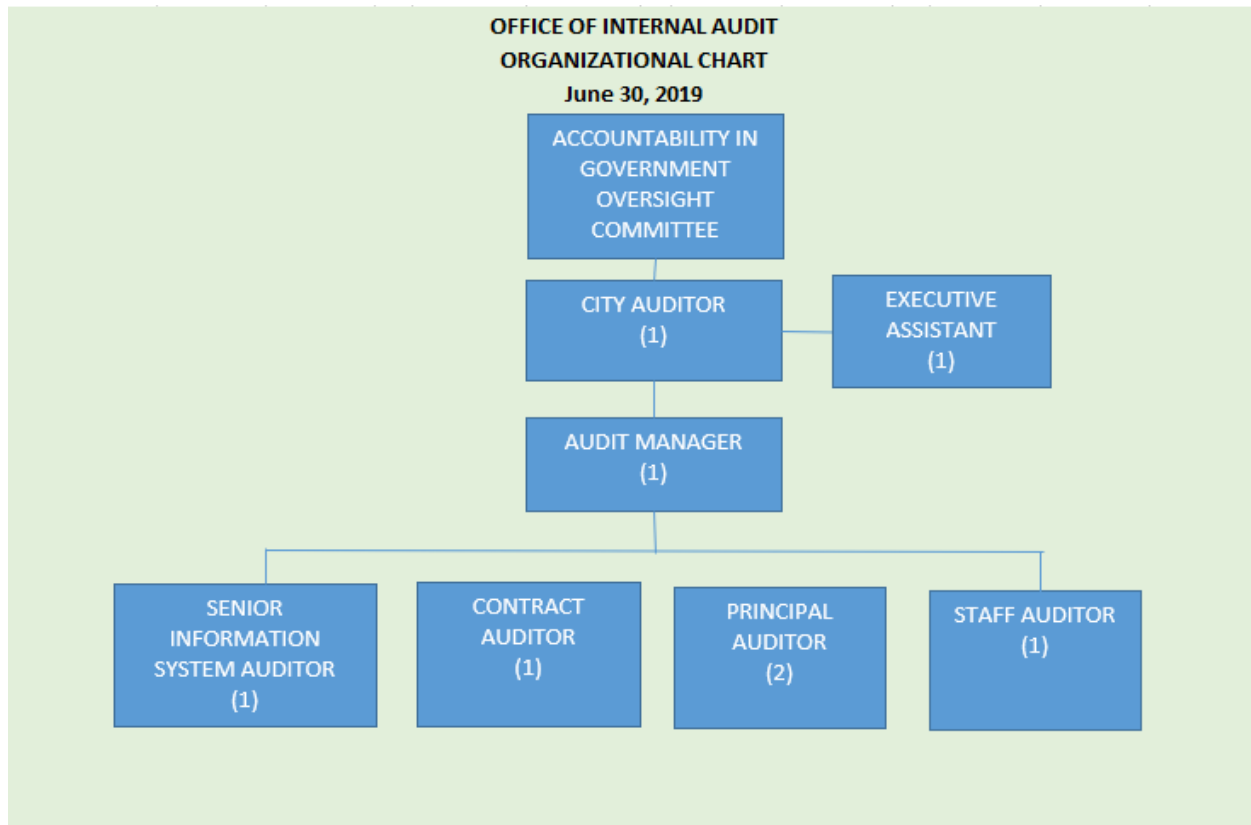 OFFICE OF INTERNAL AUDIT
ORGANIZATIONAL CHART
June 30, 2019
ACCOUNTABILITY IN
GOVERNMENT
OVERSIGHT
COMMITTEE
CITY AUDITOR
(1)
EXECUTIVE
ASSISTANT
(1)
AUDIT MANAGER
(1)
SENIOR
INFORMATION
SYSTEM AUDITOR
(1)
CONTRACT
AUDITOR
(1)
PRINCIPAL
AUDITOR
(2)
STAFF AUDITOR
(1)